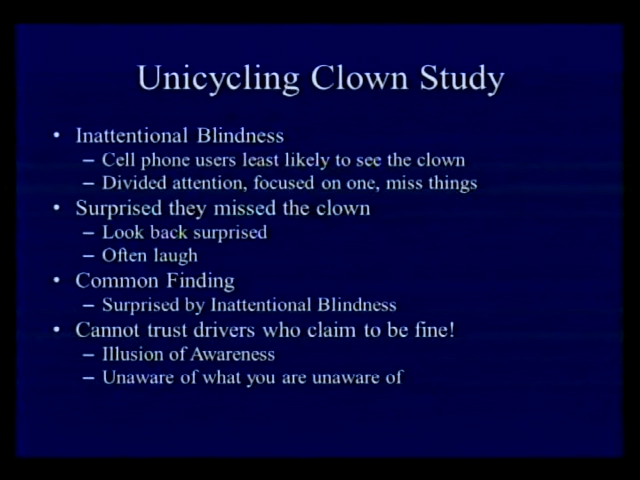 Unicycling Clown Study
• Inattentional Blindness
– Cell phone users least likely to see the clown
– Divided attention, focused on one, miss things
• Surprised they missed the clown
– Look back surprised
– Often laugh
• Common Finding
– Surprised by Inattentional Blindness
• Cannot trust drivers who claim to be fine!
– Illusion of Awareness
– Unaware of what you are unaware of